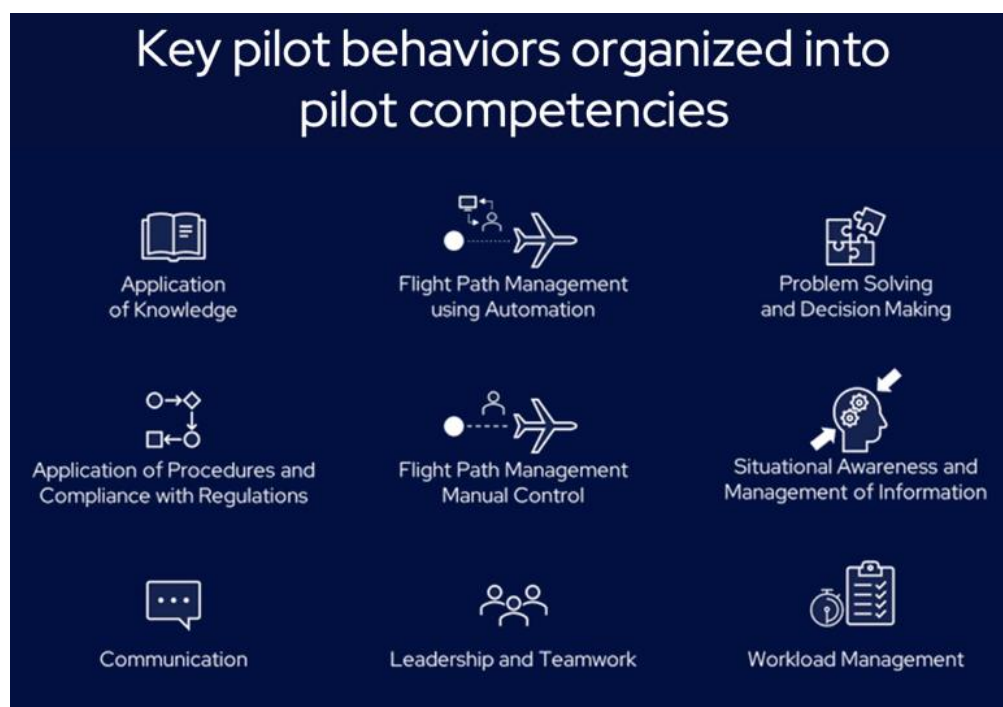 Key pilot behaviors organized into
pilot competencies
Application
of Knowledge
Flight Path Management
using Automation
Problem Solving
and Decision Making
Application of Procedures and
Compliance with Regulations
Flight Path Management
Manual Control
Situational Awareness and
Management of Information
Communication
Leadership and Teamwork
Workload Management